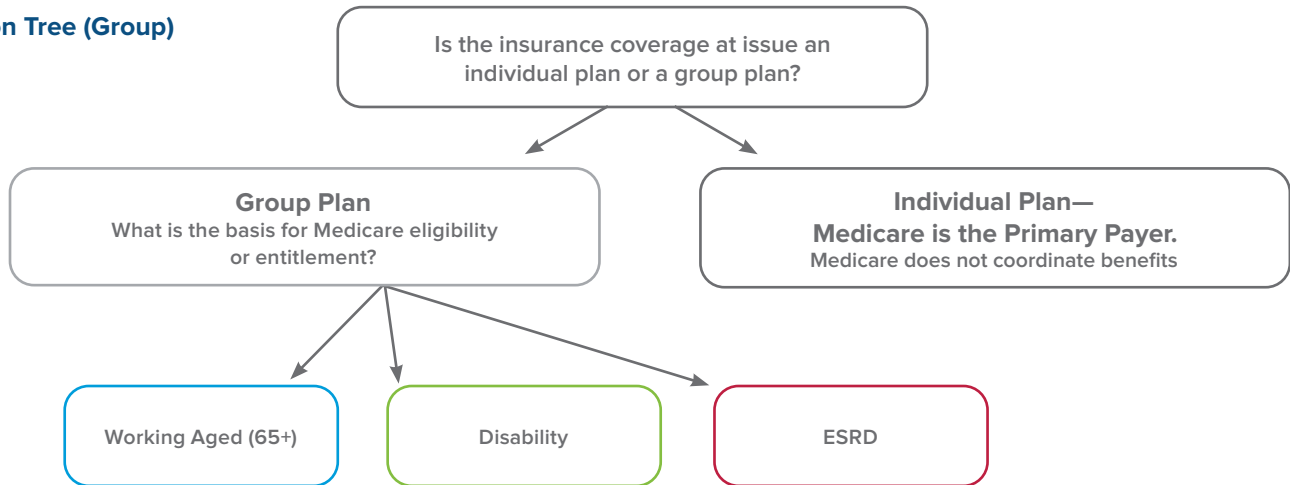 on Tree (Group)
Is the insurance coverage at issue an
individual plan or a group plan?
Group Plan
What is the basis for Medicare eligibility
or entitlement?
Individual Plan—
Medicare is the Primary Payer.
Medicare does not coordinate benefits
Working Aged (65+)
Disability
ESRD